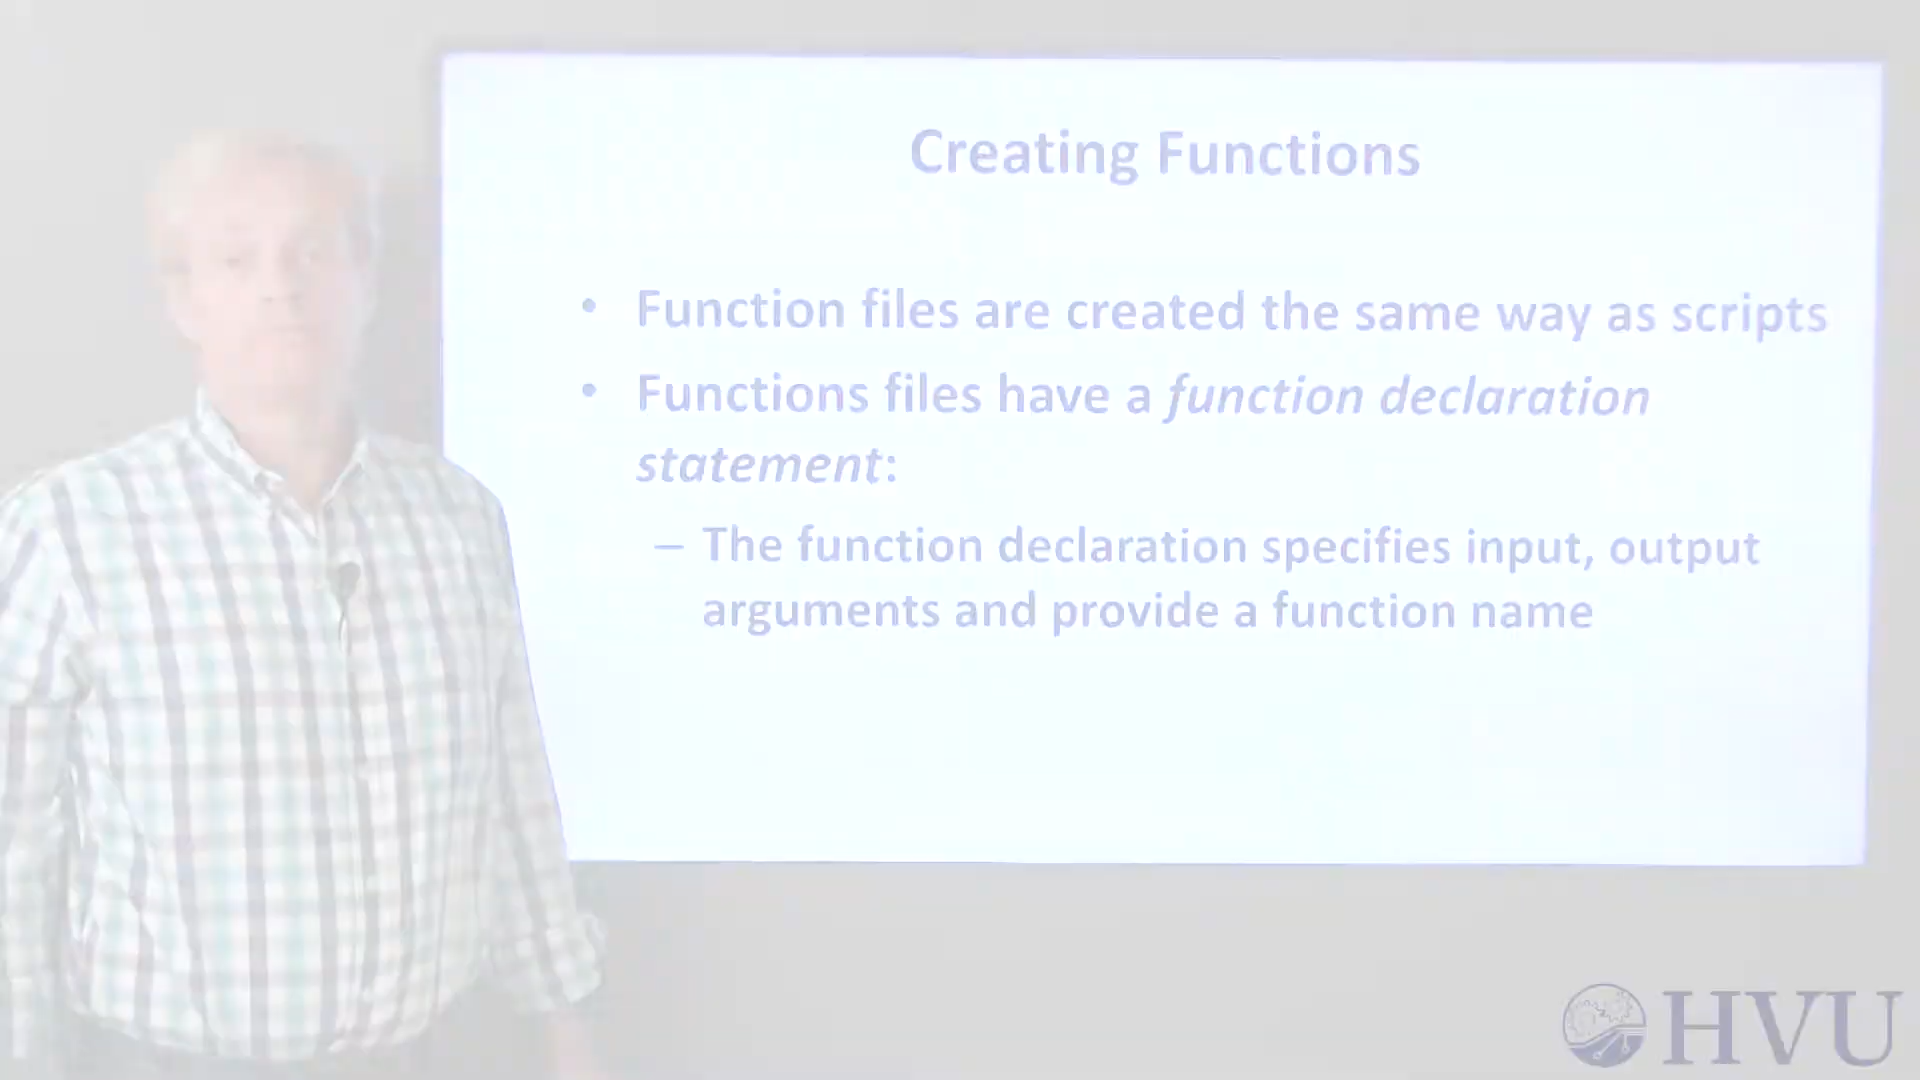 Creating Functions
• Function files are created the same way as scripts
• Functions files have a function declaration
statement:
– The function declaration specifies input, output
arguments and provide a function name
HVU